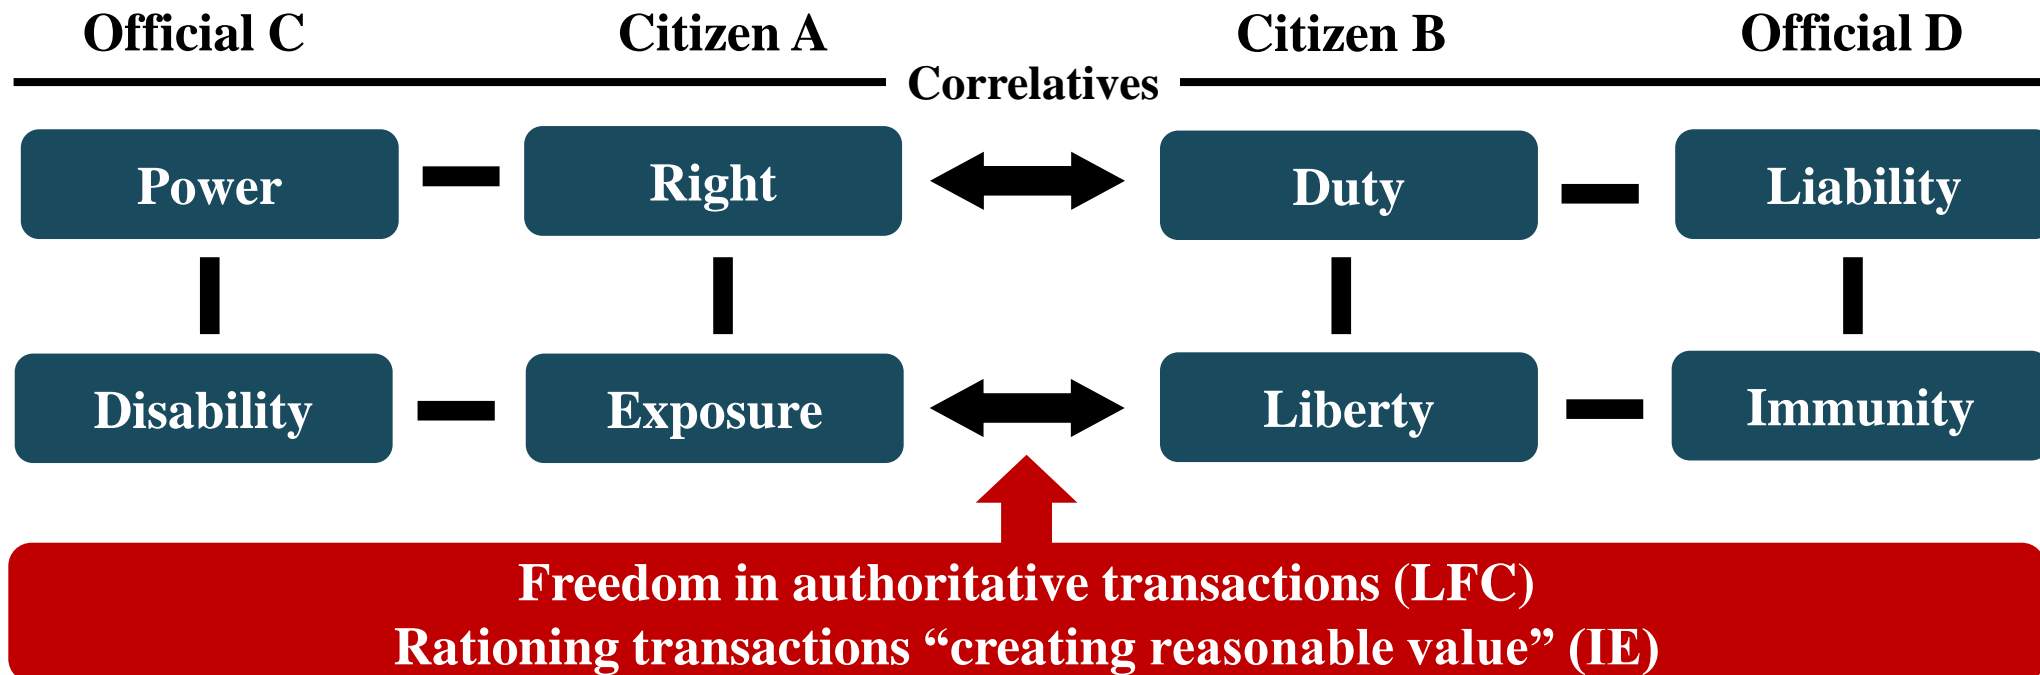 Official C Citizen A Citizen B Official D
Correlatives
Power Right Duty Liability
Disability Exposure Liberty Immunity
Freedom in authoritative transactions (LFC)
Rationing transactions “creating reasonable value” (IE)